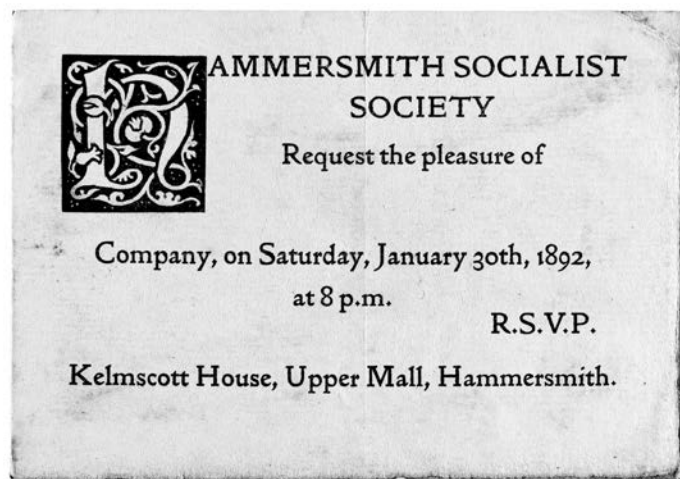 HAMMERSMITH SOCIALIST
SOCIETY
Request the pleasure of
Company, on Saturday, January 30th, 1892,
at 8 p.m.
R.S.V.P.
Kelmscott House, Upper Mall, Hammersmith.